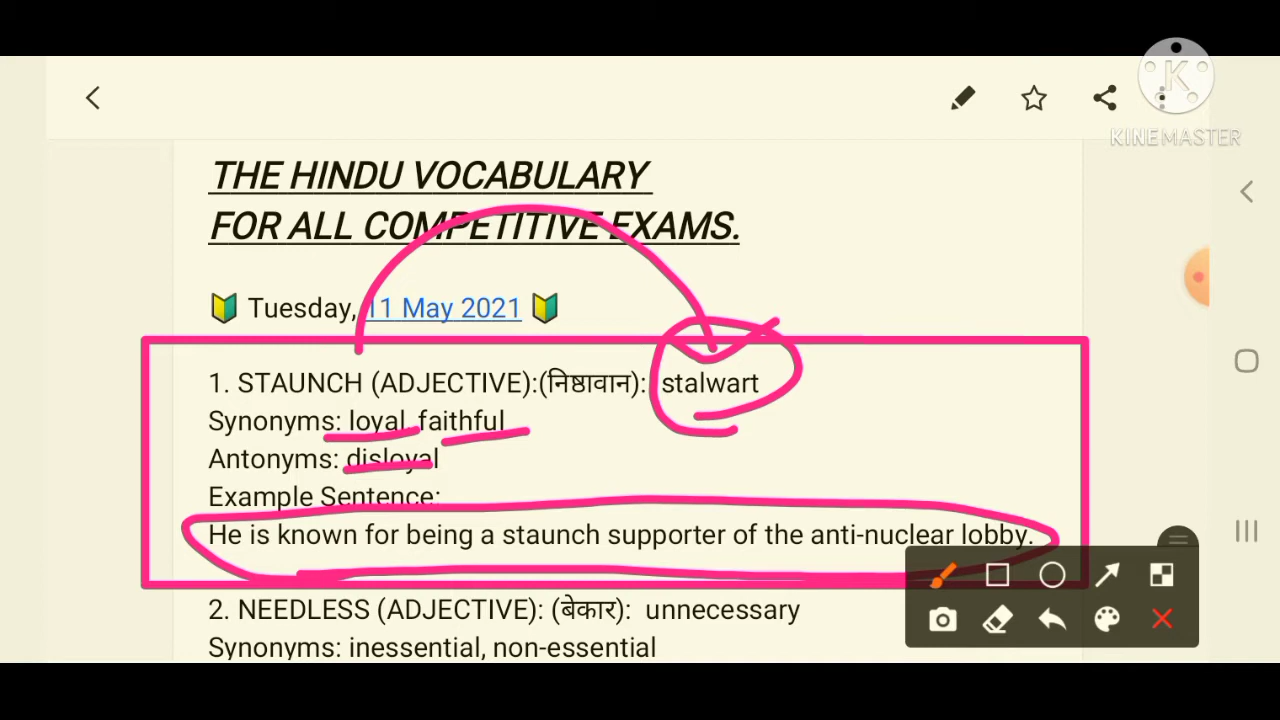 KINEMASTER
THE HINDU VOCABULARY
FOR ALL COMPETITIVE EXAMS.
Tuesday, 11 May 2021
1. STAUNCH (ADJECTIVE):(निष्ठावान): stalwart
Synonyms: loyal, faithful
Antonyms: disloyal
Example Sentence:
He is known for being a staunch supporter of the anti-nuclear lobby.
2. NEEDLESS (ADJECTIVE): (बेकार): unnecessary
Synonyms: inessential, non-essential